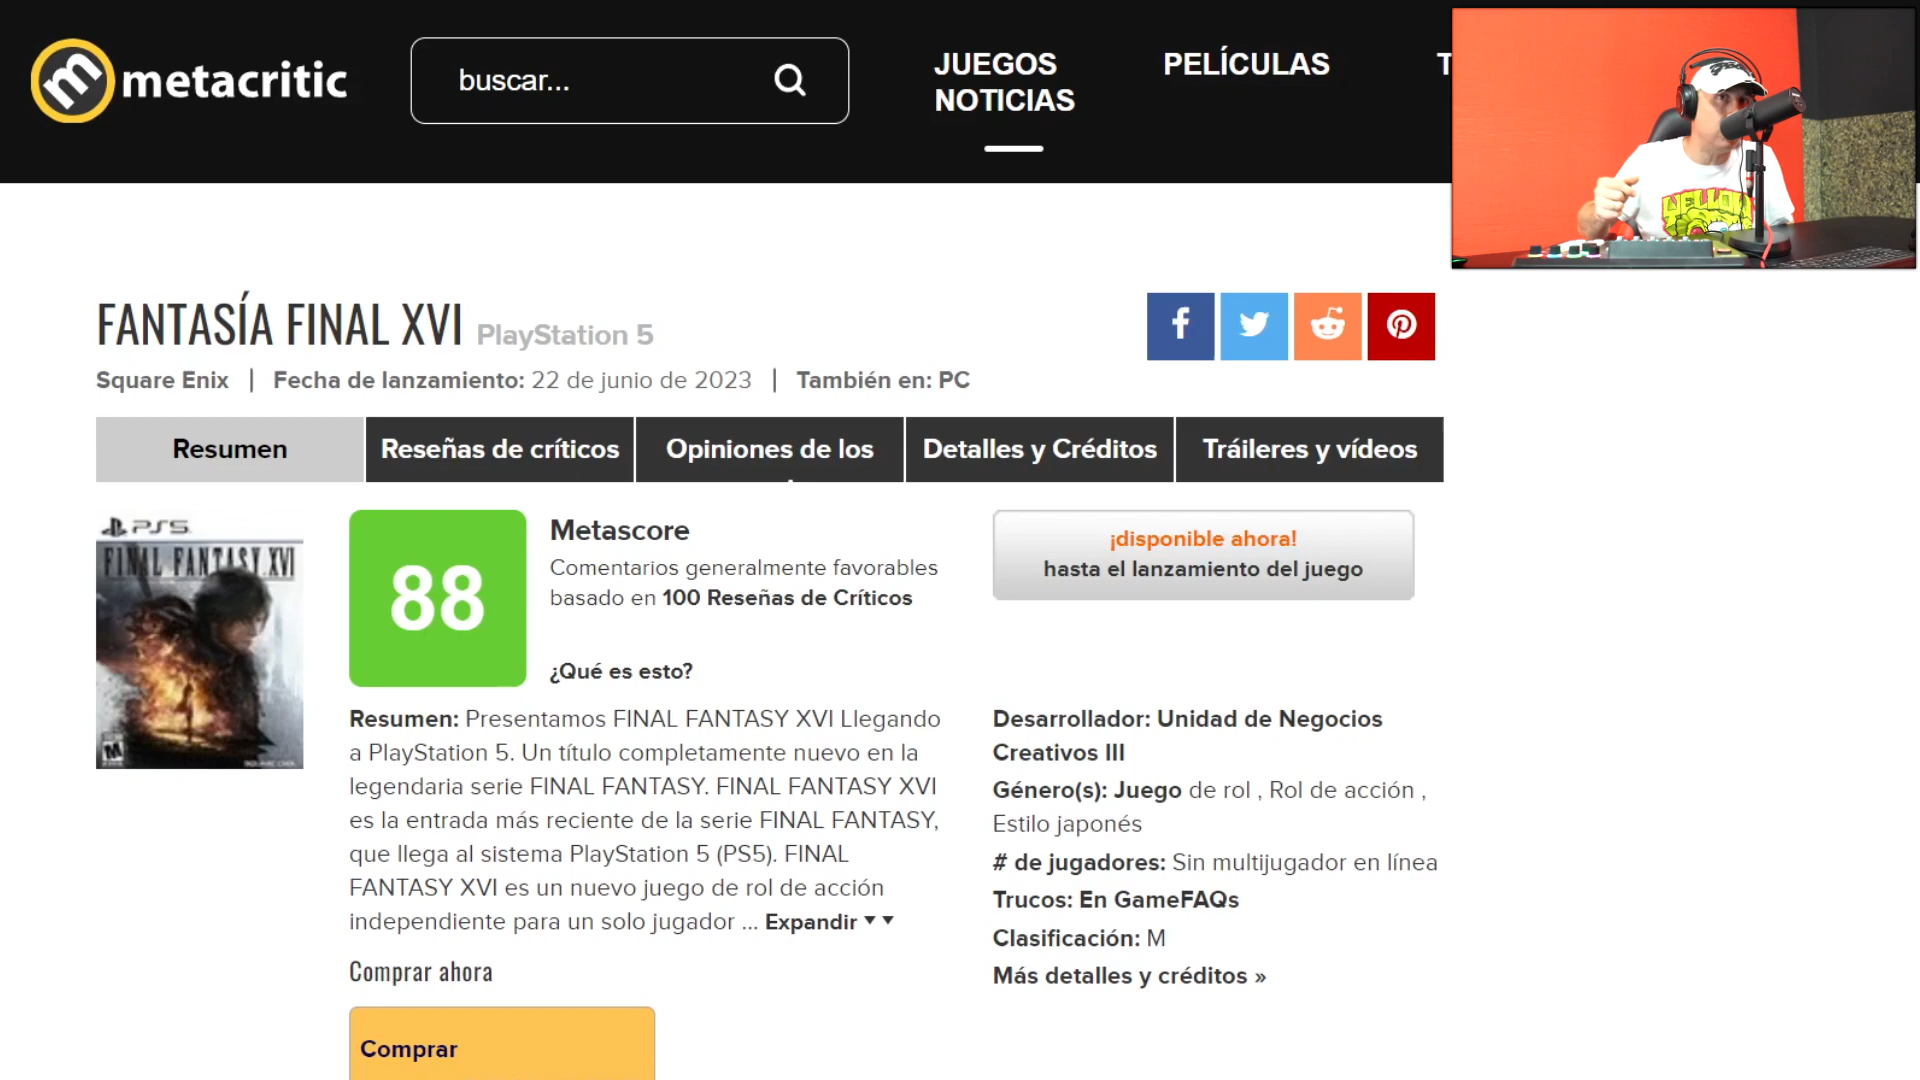 metacritic
buscar...
JUEGOS
NOTICIAS
PELÍCULAS
T
YELLOW
FANTASÍA FINAL XVI PlayStation 5
Square Enix | Fecha de lanzamiento: 22 de junio de 2023 | También en: PC
Resumen
Reseñas de críticos
Opiniones de los
Detalles y Créditos
Tráileres y vídeos
PS5
FINAL FANTASY XVI
M
88
Metascore
Comentarios generalmente favorables
basado en 100 Reseñas de Críticos
¿Qué es esto?
¡disponible ahora!
hasta el lanzamiento del juego
Resumen: Presentamos FINAL FANTASY XVI Llegando
a PlayStation 5. Un título completamente nuevo en la
legendaria serie FINAL FANTASY. FINAL FANTASY XVI
es la entrada más reciente de la serie FINAL FANTASY,
que llega al sistema PlayStation 5 (PS5). FINAL
FANTASY XVI es un nuevo juego de rol de acción
independiente para un solo jugador ... Expandir
Comprar ahora
Comprar
Desarrollador: Unidad de Negocios
Creativos III
Género(s): Juego de rol , Rol de acción ,
Estilo japonés
# de jugadores: Sin multijugador en línea
Trucos: En GameFAQs
Clasificación: M
Más detalles y créditos »